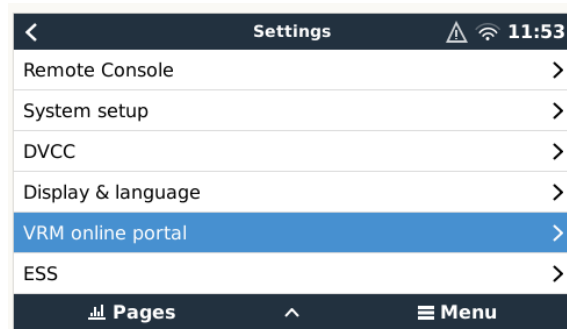 Settings 11:53
Remote Console
System setup
DVCC
Display & language
VRM online portal
ESS
Pages Menu